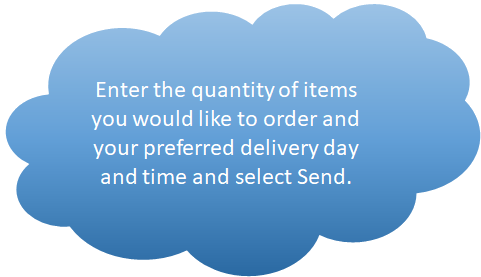 Enter the quantity of items
you would like to order and
your preferred delivery day
and time and select Send.